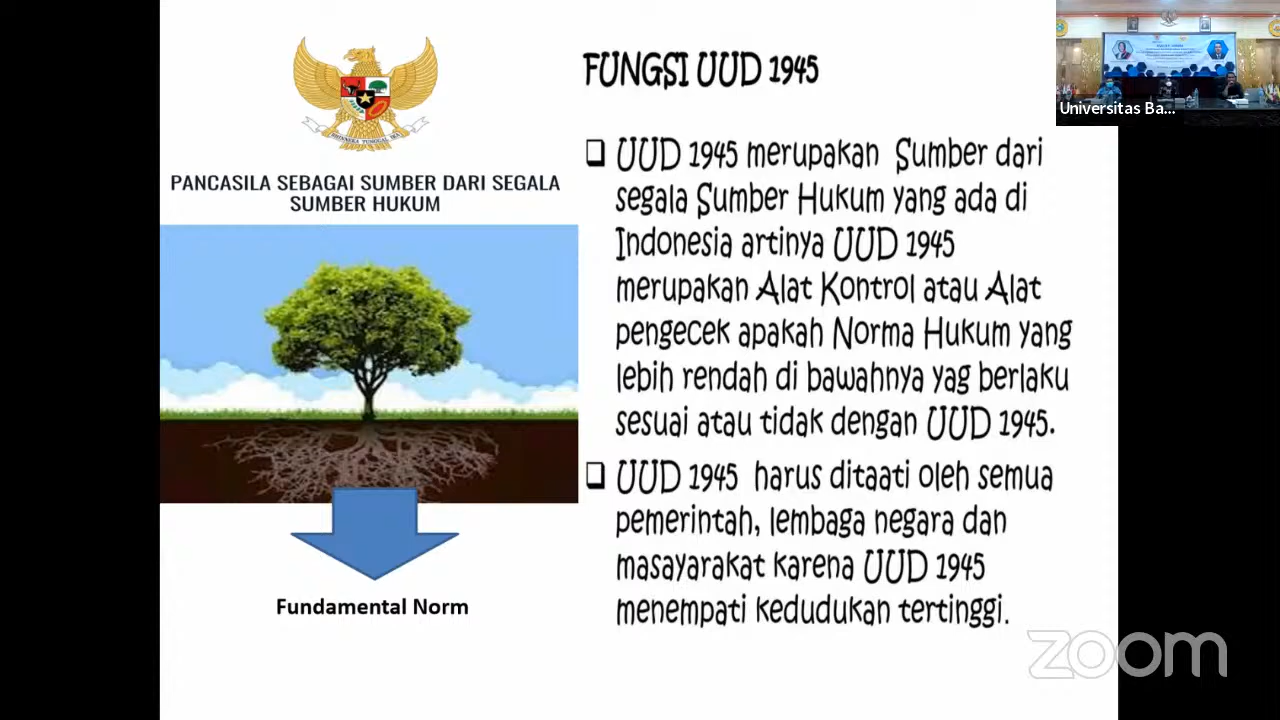 PANCASILA SEBAGAI SUMBER DARI SEGALA
SUMBER HUKUM
Fundamental Norm
FUNGSI UUD 1945
UUD 1945 merupakan Sumber dari
segala Sumber Hukum yang ada di
Indonesia artinya UUD 1945
merupakan Alat Kontrol atau Alat
pengecek apakah Norma Hukum yang
lebih rendah di bawahnya yag berlaku
sesuai atau tidak dengan UUD 1945.
UUD 1945 harus ditaati oleh semua
pemerintah, lembaga negara dan
masayarakat karena UUD 1945
menempati kedudukan tertinggi.
Universitas Ba...
zoom